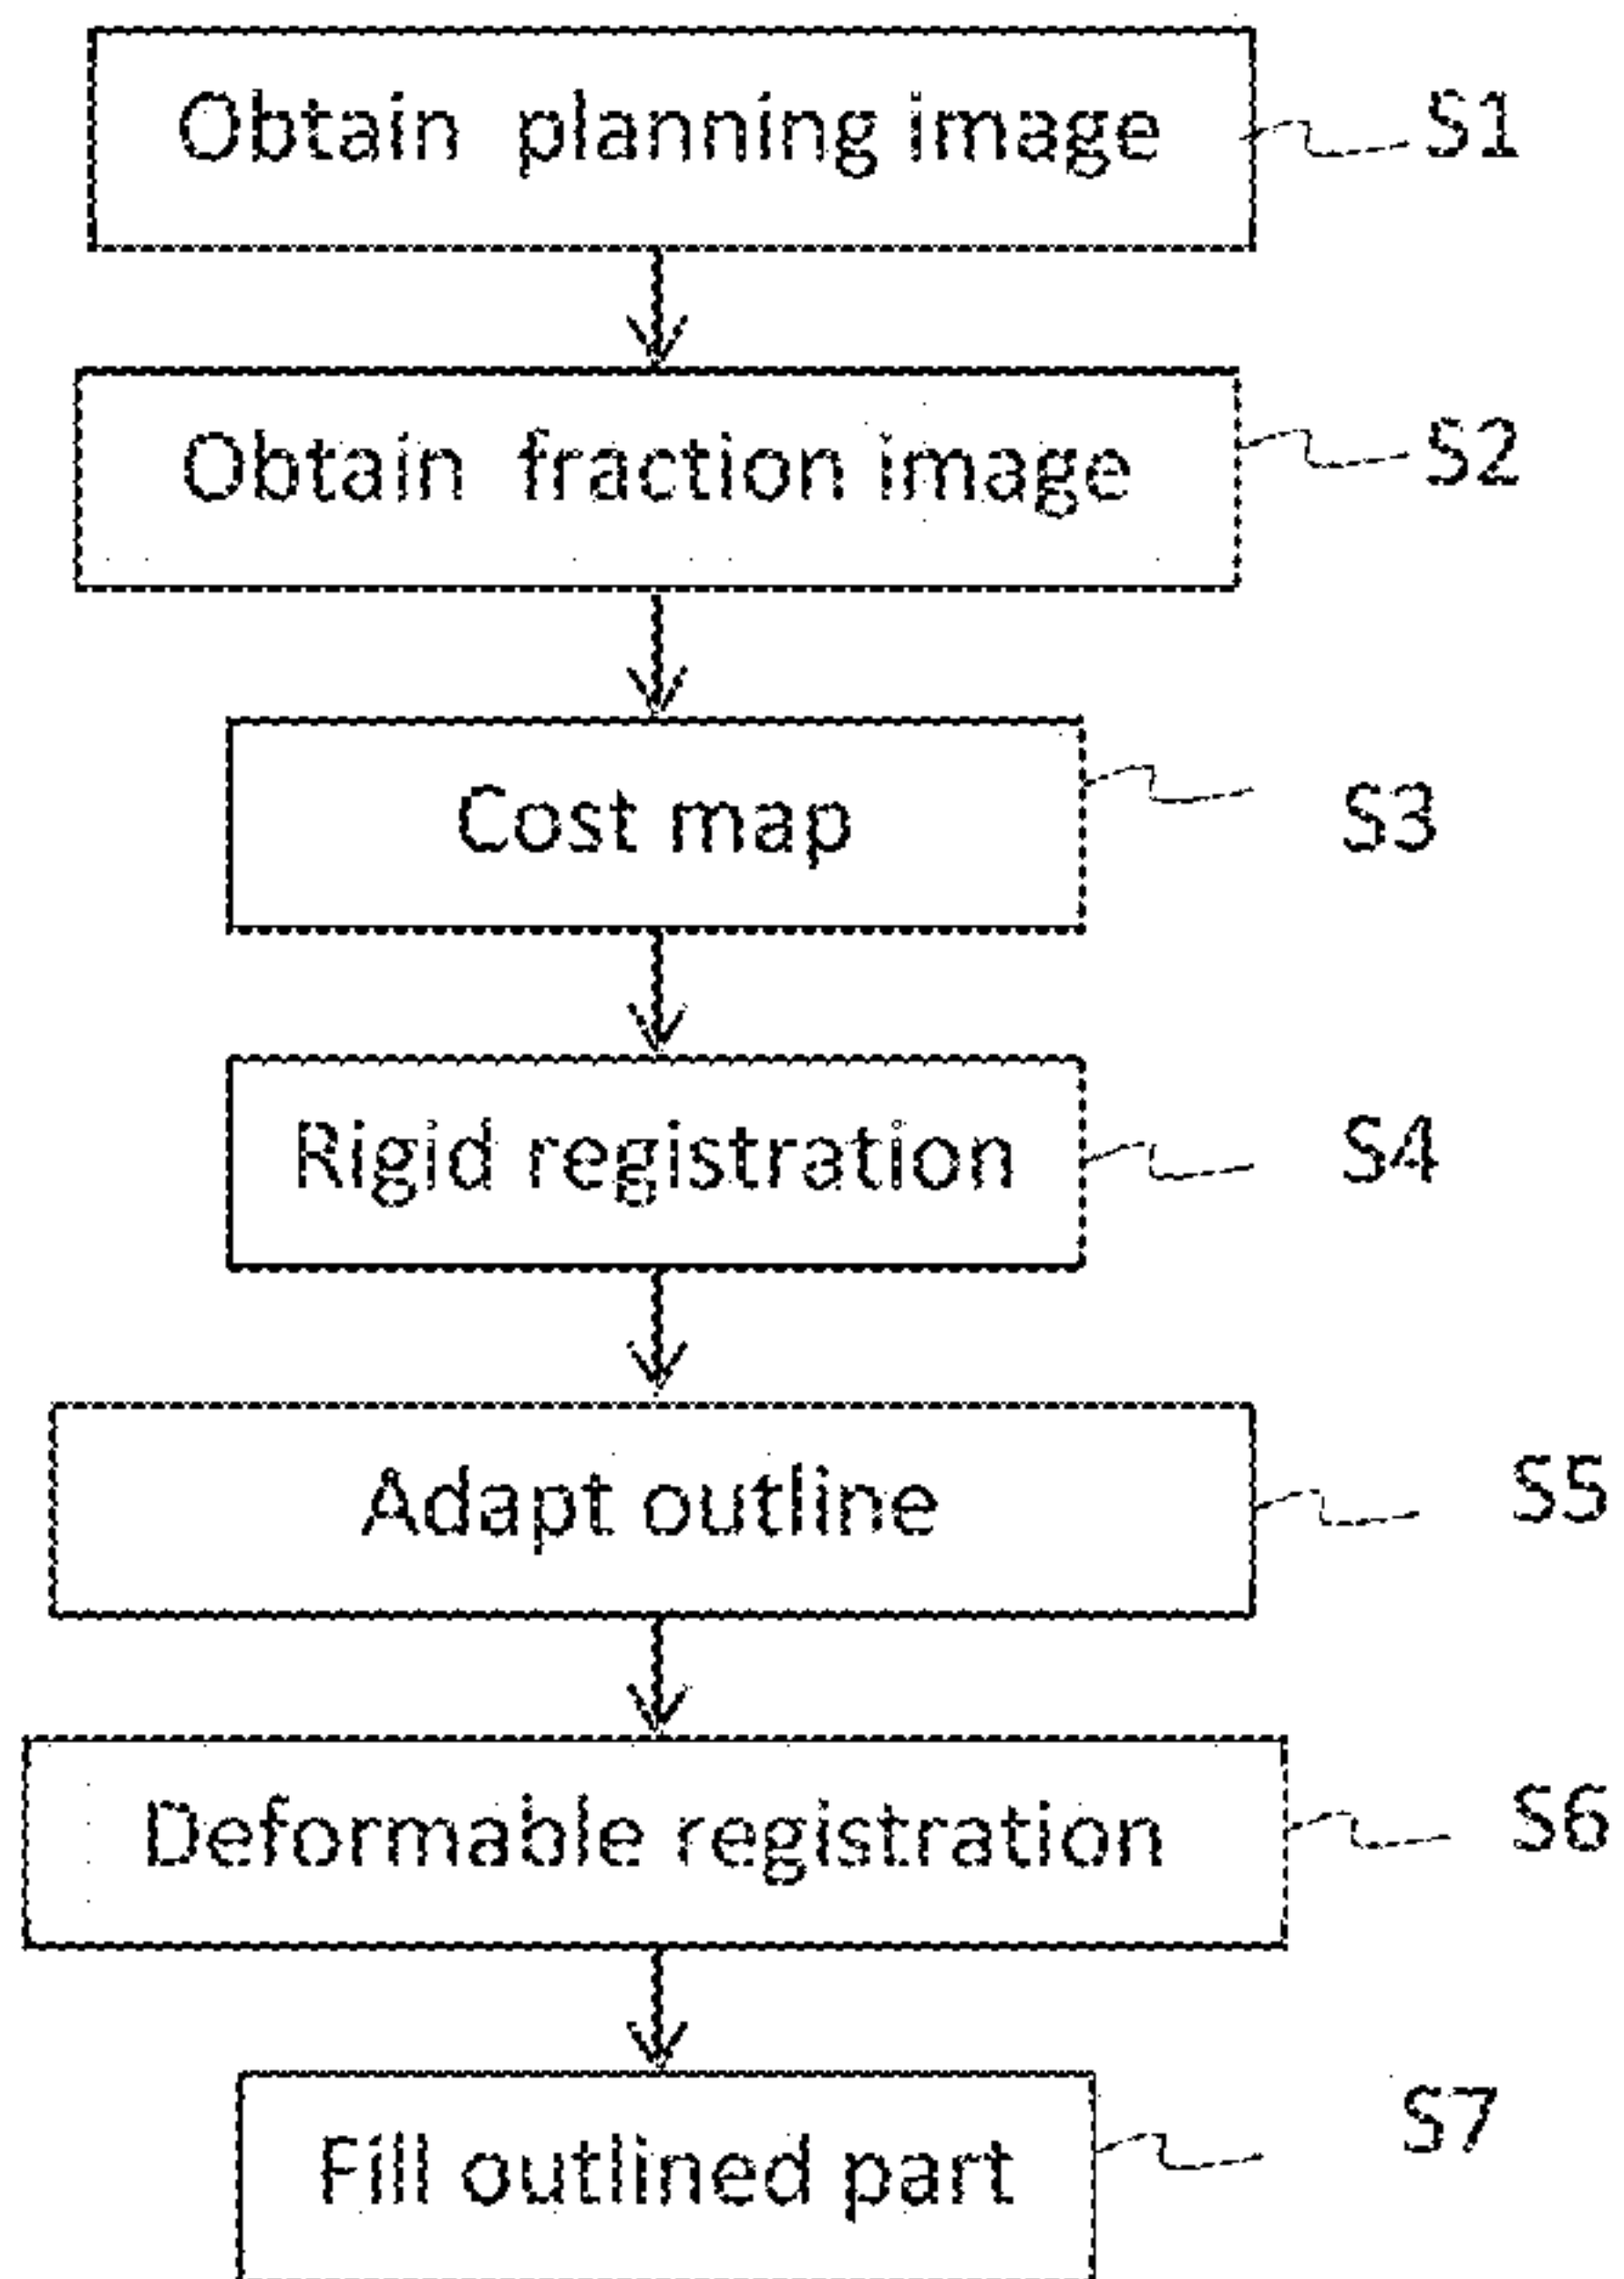 Obtain planning image S1
Obtain fraction image S2
Cost map S3
Rigid registration S4
Adapt outline S5
Deformable registration S6
Fill outlined part S7